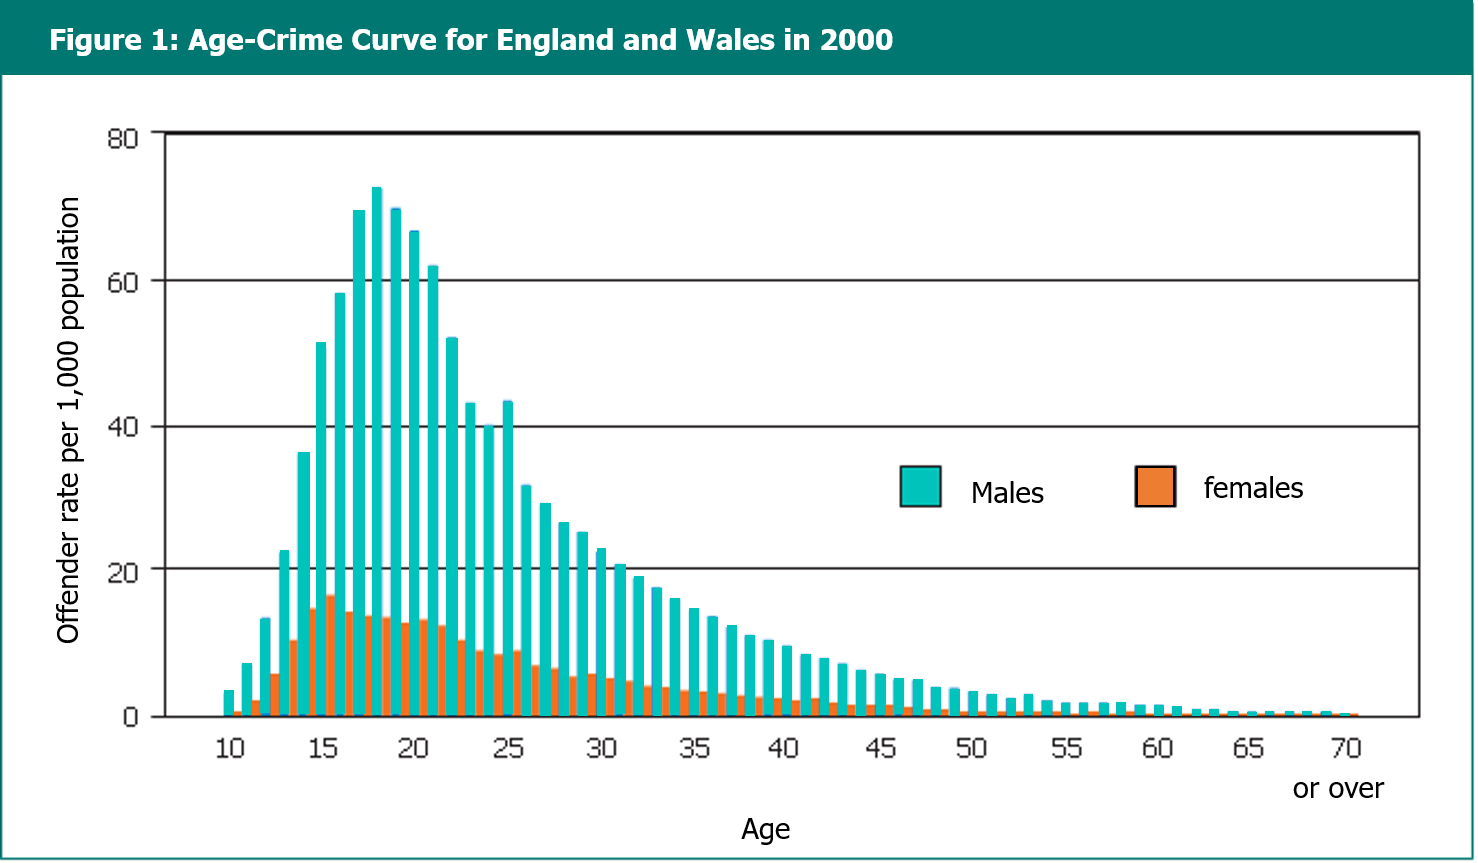 Figure 1: Age-Crime Curve for England and Wales in 2000
Offender rate per 1,000 population
80
60
40
20
0
Males
females
10 15 20 25 30 35 40 45 50 55 60 65 70
or over
Age